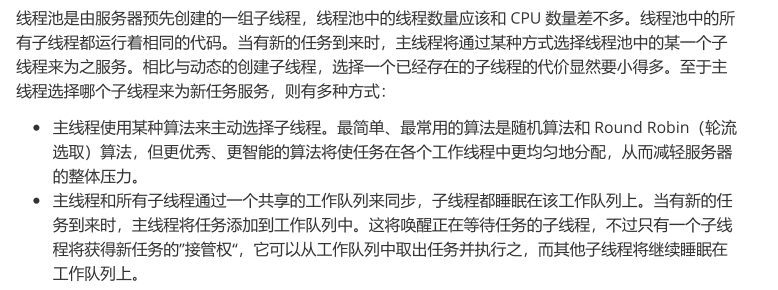 线程池是由服务器预先创建的一组子线程，线程池中的线程数量应该和 CPU 数量差不多。线程池中的所
有子线程都运行着相同的代码。当有新的任务到来时，主线程将通过某种方式选择线程池中的某一个子
线程来为之服务。相比与动态的创建子线程，选择一个已经存在的子线程的代价显然要小得多。至于主
线程选择哪个子线程来为新任务服务，则有多种方式：
• 主线程使用某种算法来主动选择子线程。最简单、最常用的算法是随机算法和 Round Robin（轮流
选取）算法，但更优秀、更智能的算法将使任务在各个工作线程中更均匀地分配，从而减轻服务器
的整体压力。
• 主线程和所有子线程通过一个共享的工作队列来同步，子线程都睡眠在该工作队列上。当有新的任
务到来时，主线程将任务添加到工作队列中。这将唤醒正在等待任务的子线程，不过只有一个子线
程将获得新任务的”接管权“，它可以从工作队列中取出任务并执行之，而其他子线程将继续睡眠在
工作队列上。